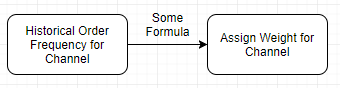 Historical Order
Frequency for
Channel
Some
Formula
Assign Weight for
Channel